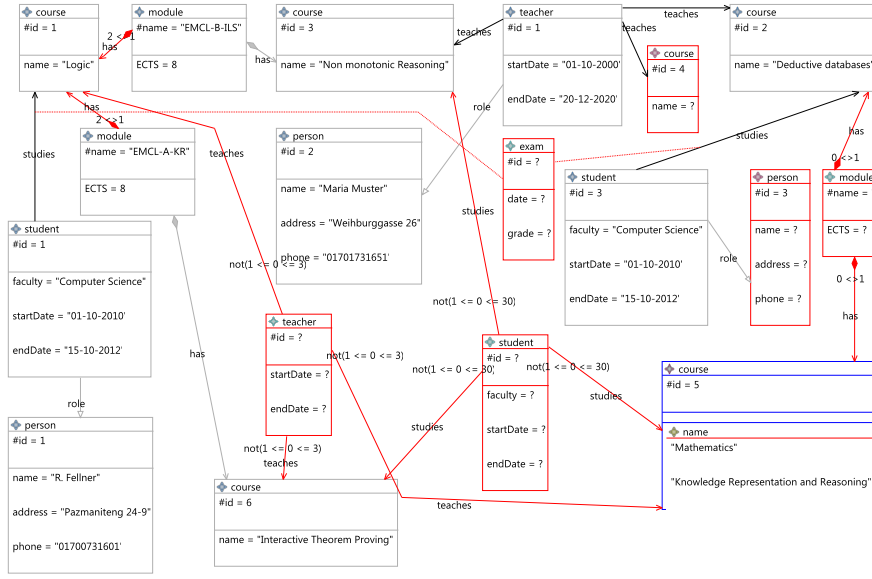 course
#id = 1
name = "Logic"
module
#name = "EMCL-B-ILS"
ECTS = 8
2 <>1
has
has
course
#id = 3
name = "Non monotonic Reasoning"
teaches
teacher
#id = 1
startDate = "01-10-2000'
endDate = "20-12-2020'
teaches
teaches
course
#id = 4
name = ?
course
#id = 2
name = "Deductive databases"
has
2 <>1
module
#name = "EMCL-A-KR"
ECTS = 8
studies
teaches
person
#id = 2
name = "Maria Muster"
address = "Weihburggasse 26"
phone = "01701731651'
role
exam
#id = ?
date = ?
grade = ?
studies
student
#id = 3
faculty = "Computer Science"
startDate = "01-10-2010'
endDate = "15-10-2012'
role
person
#id = 3
name = ?
address = ?
phone = ?
has
0 <>1
module
#name =
ECTS = ?
0 <>1
has
student
#id = 1
faculty = "Computer Science"
startDate = "01-10-2010'
endDate = "15-10-2012'
role
person
#id = 1
name = "R. Fellner"
address = "Pazmaniteng 24-9"
phone = "01700731601'
has
not(1 <= 0 <= 3)
teacher
#id = ?
startDate = ?
endDate = ?
not(1 <= 0 <= 3)
not(1 <= 0 <= 3)
teaches
teaches
studies
not(1 <= 0 <= 30)
not(1 <= 0 <= 30)
not(1 <= 0 <= 30)
student
#id = ?
faculty = ?
startDate = ?
endDate = ?
studies
studies
course
#id = 6
name = "Interactive Theorem Proving"
course
#id = 5
name
"Mathematics"
"Knowledge Representation and Reasoning"